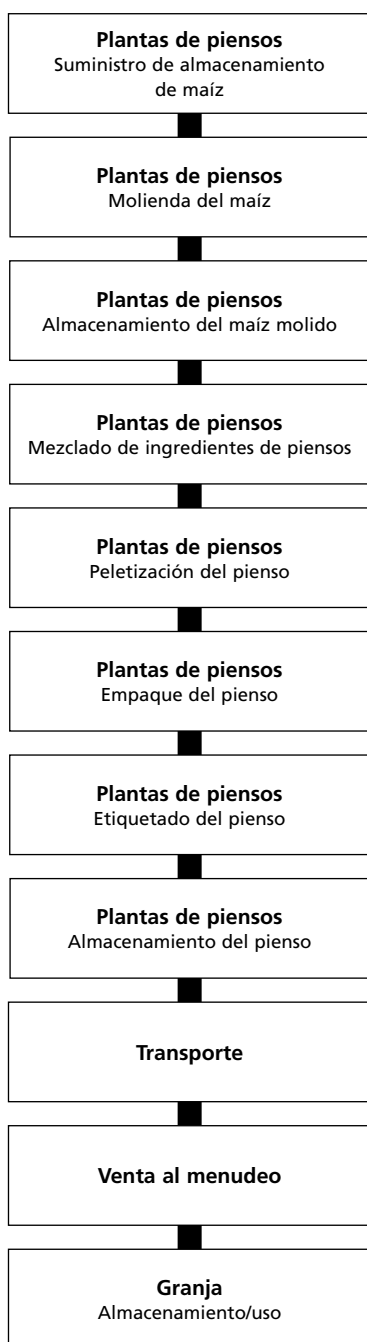 Plantas de piensos
Suministro de almacenamiento
de maíz
Plantas de piensos
Molienda del maíz
Plantas de piensos
Almacenamiento del maíz molido
Plantas de piensos
Mezclado de ingredientes de piensos
Plantas de piensos
Peletización del pienso
Plantas de piensos
Empaque del pienso
Plantas de piensos
Etiquetado del pienso
Plantas de piensos
Almacenamiento del pienso
Transporte
Venta al menudeo
Granja
Almacenamiento/uso